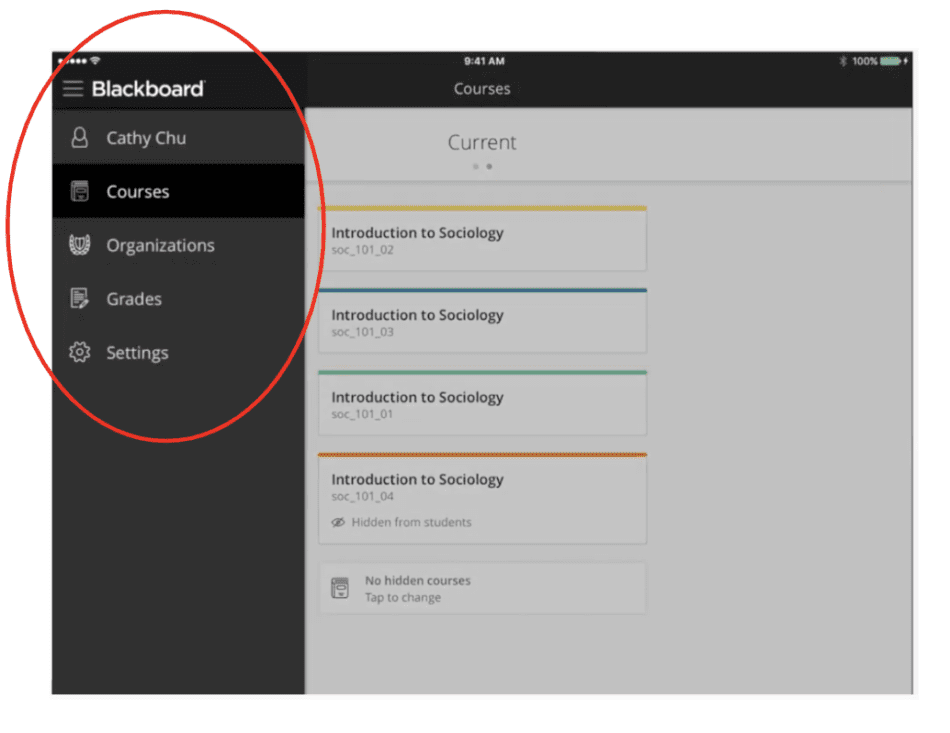 9:41 AM
100%
Blackboard
Courses
Cathy Chu
Courses
Organizations
Grades
Settings
Current
Introduction to Sociology
soc_101_02
Introduction to Sociology
soc_101_03
Introduction to Sociology
soc_101_01
Introduction to Sociology
soc_101_04
Hidden from students
No hidden courses
Tap to change